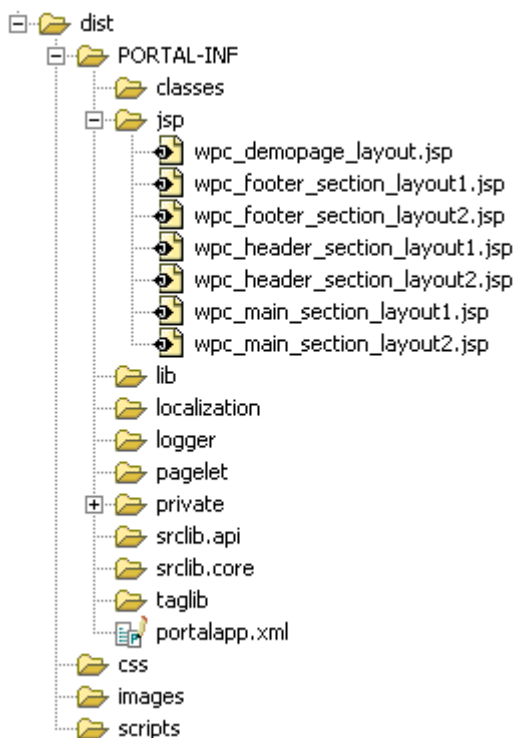 dist
PORTAL-INF
classes
jsp
wpc_demopage_layout.jsp
wpc_footer_section_layout1.jsp
wpc_footer_section_layout2.jsp
wpc_header_section_layout1.jsp
wpc_header_section_layout2.jsp
wpc_main_section_layout1.jsp
wpc_main_section_layout2.jsp
lib
localization
logger
pagelet
private
srclib.api
srclib.core
taglib
portalapp.xml
css
images
scripts